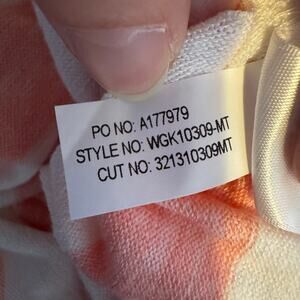 PO NO: A177979
STYLE NO: WGK10309-MT
CUT NO: 321310309MT